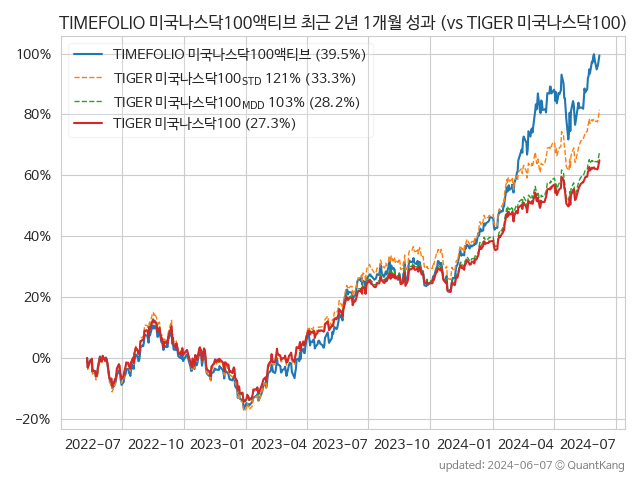 TIMEFOLIO 미국나스닥100액티브 최근 2년 1개월 성과 (vs TIGER 미국나스닥100)
TIMEFOLIO 미국나스닥100액티브 (39.5%)
TIGER 미국나스닥100STD 121% (33.3%)
TIGER 미국나스닥100MDD 103% (28.2%)
TIGER 미국나스닥100 (27.3%)
100%
80%
60%
40%
20%
0%
−20%
2022-07 2022-10 2023-01 2023-04 2023-07 2023-10 2024-01 2024-04 2024-07
updated: 2024-06-07 © QuantKang